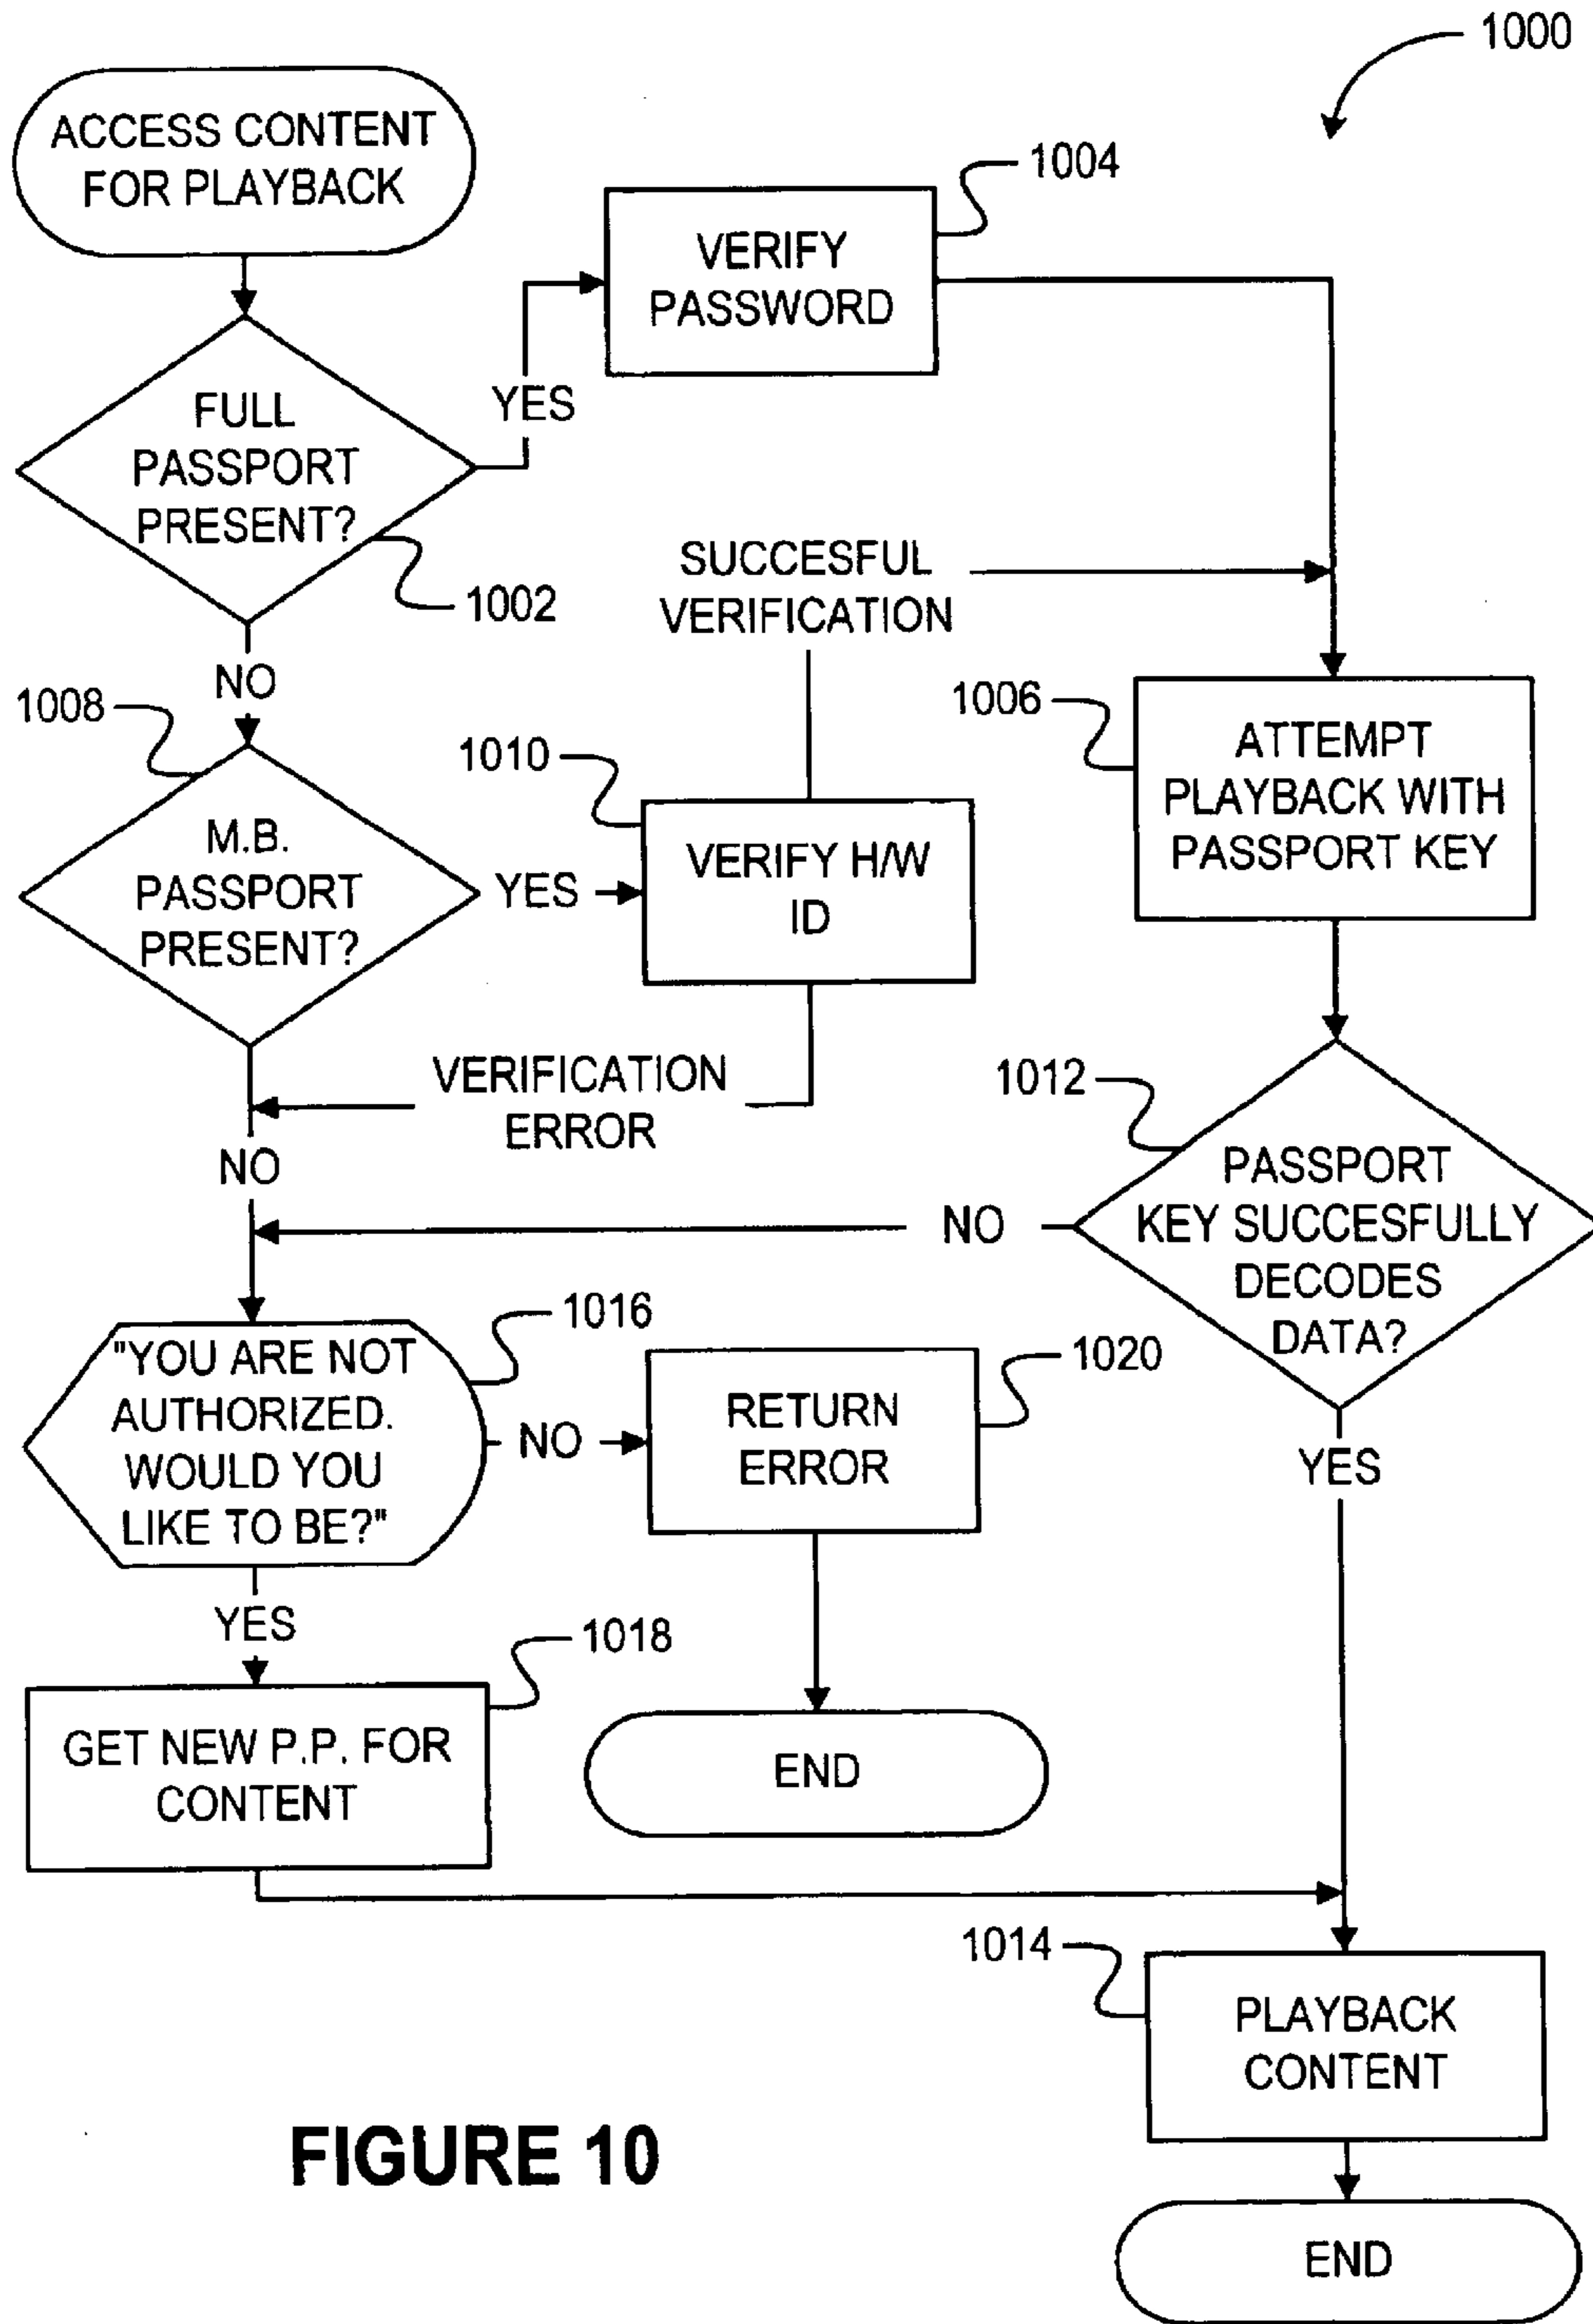 1000
ACCESS CONTENT
FOR PLAYBACK
1004
VERIFY
PASSWORD
YES
FULL
PASSPORT
PRESENT?
1002
SUCCESFUL
VERIFICATION
NO
1008
1010
1006
ATTEMPT
PLAYBACK WITH
PASSPORT KEY
M.B.
PASSPORT
PRESENT?
YES
VERIFY H/W
ID
VERIFICATION
ERROR
1012
NO
PASSPORT
KEY SUCCESFULLY
DECODES
DATA?
NO
1016
"YOU ARE NOT
AUTHORIZED.
WOULD YOU
LIKE TO BE?"
NO
RETURN
ERROR
1020
YES
YES
1018
GET NEW P.P. FOR
CONTENT
END
1014
PLAYBACK
CONTENT
FIGURE 10
END